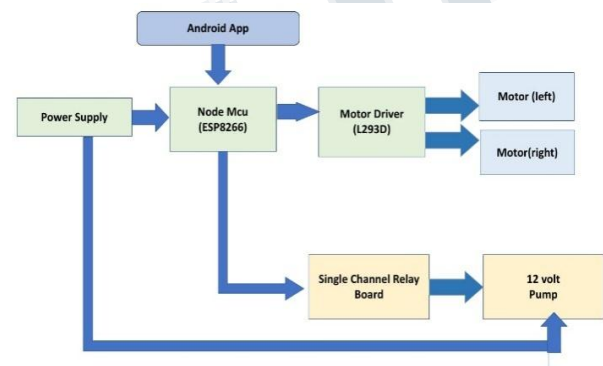 Android App
Power Supply
Node Mcu
(ESP8266)
Motor Driver
(L293D)
Motor (left)
Motor(right)
Single Channel Relay
Board
12 volt
Pump